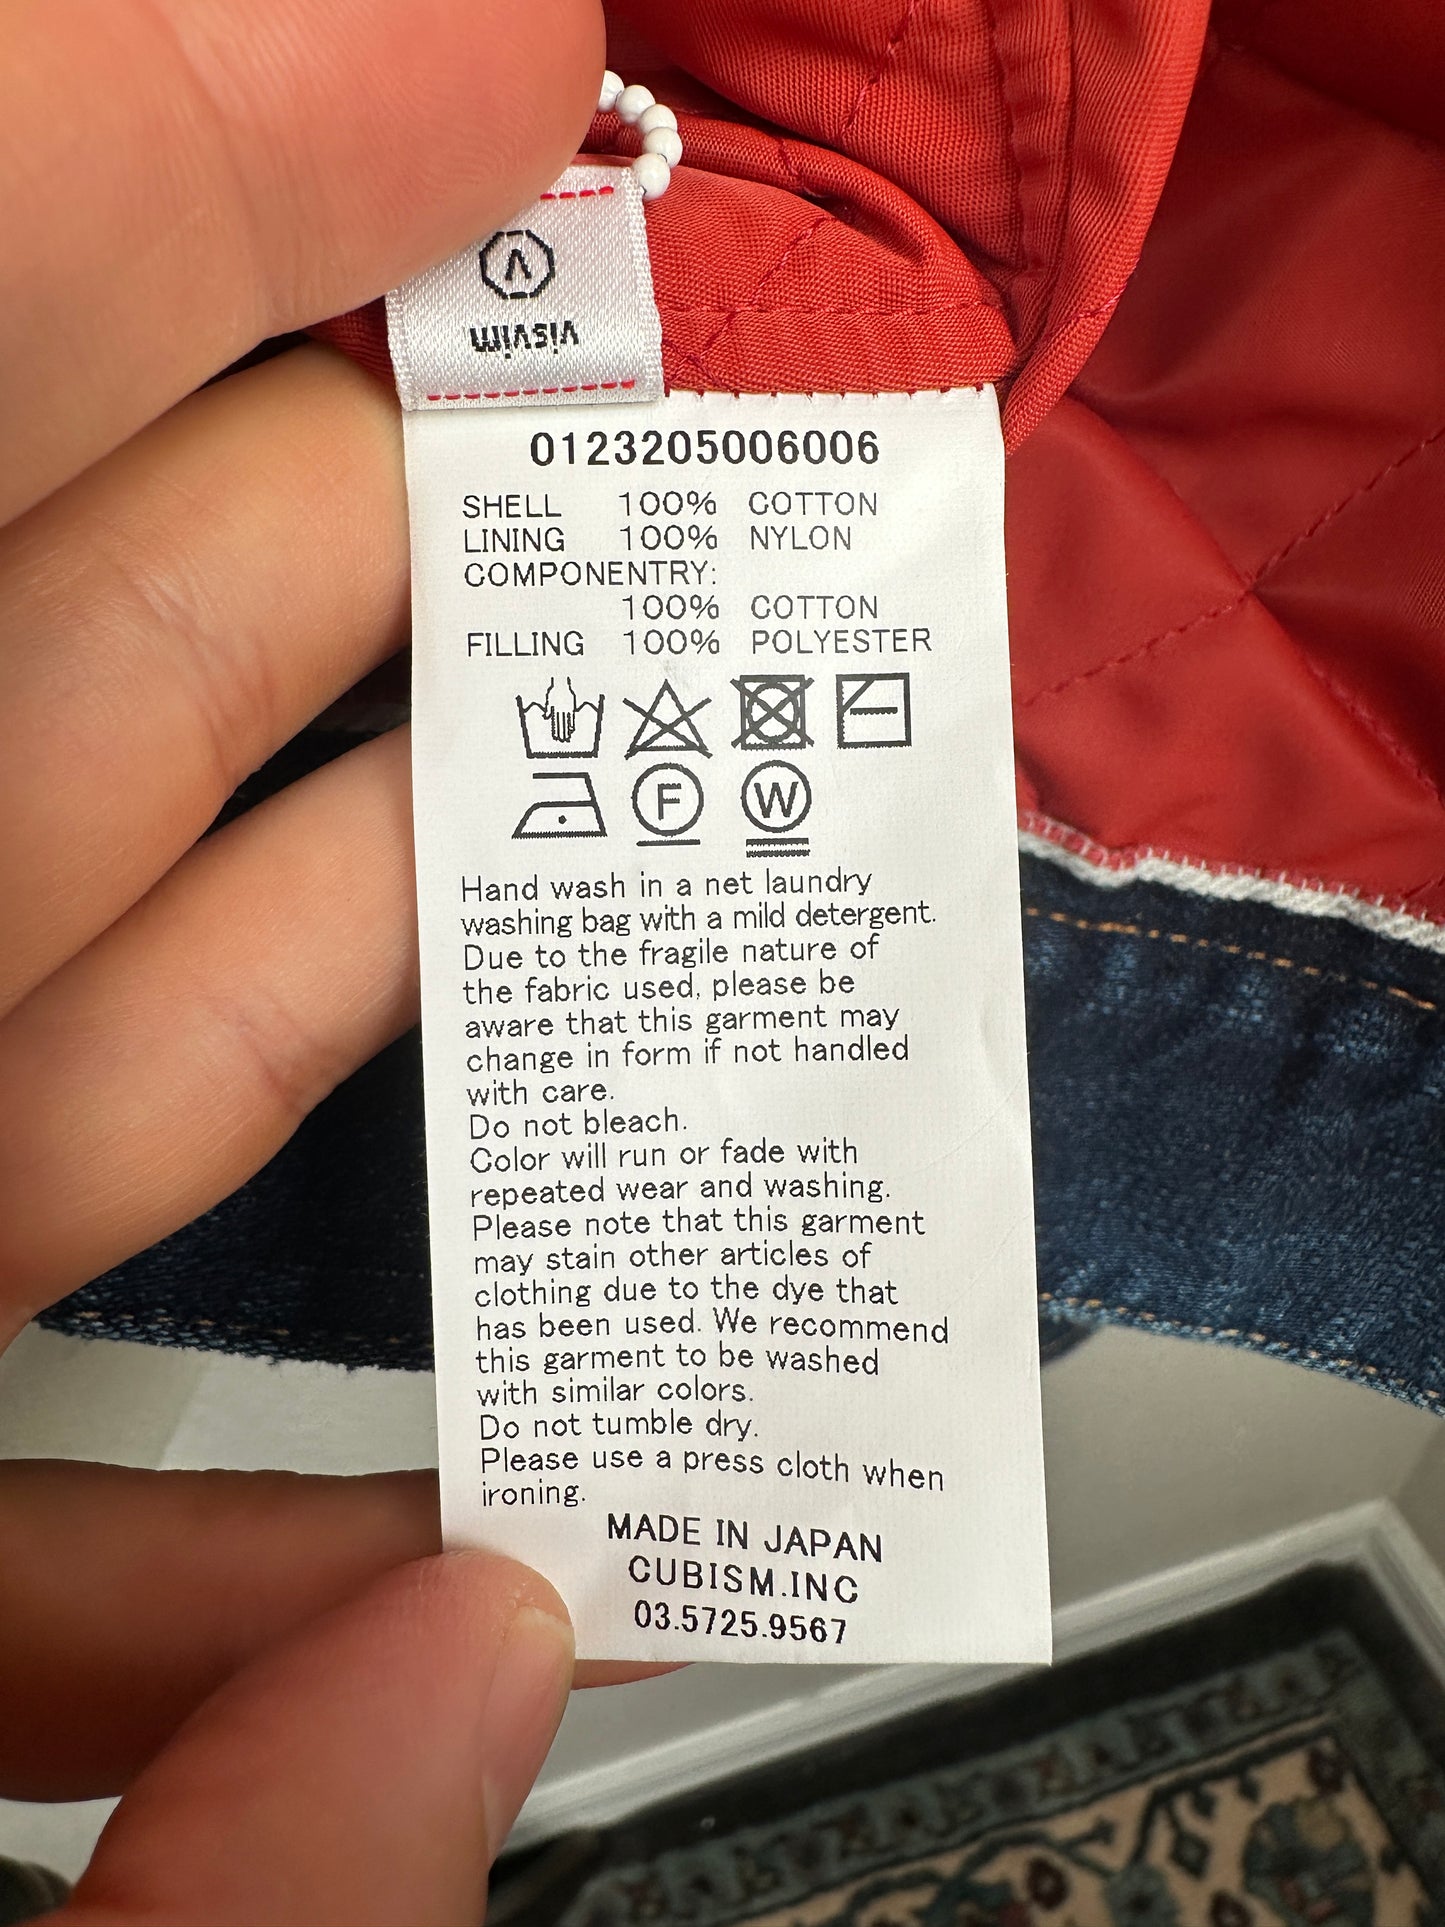 visvim
0123205006006
SHELL 100% COTTON
LINING 100% NYLON
COMPONENTRY:
100% COTTON
FILLING 100% POLYESTER
F W
Hand wash in a net laundry
washing bag with a mild detergent.
Due to the fragile nature of
the fabric used, please be
aware that this garment may
change in form if not handled
with care.
Do not bleach.
Color will run or fade with
repeated wear and washing.
Please note that this garment
may stain other articles of
clothing due to the dye that
has been used. We recommend
this garment to be washed
with similar colors.
Do not tumble dry.
Please use a press cloth when
ironing.
MADE IN JAPAN
CUBISM.INC
03.5725.9567